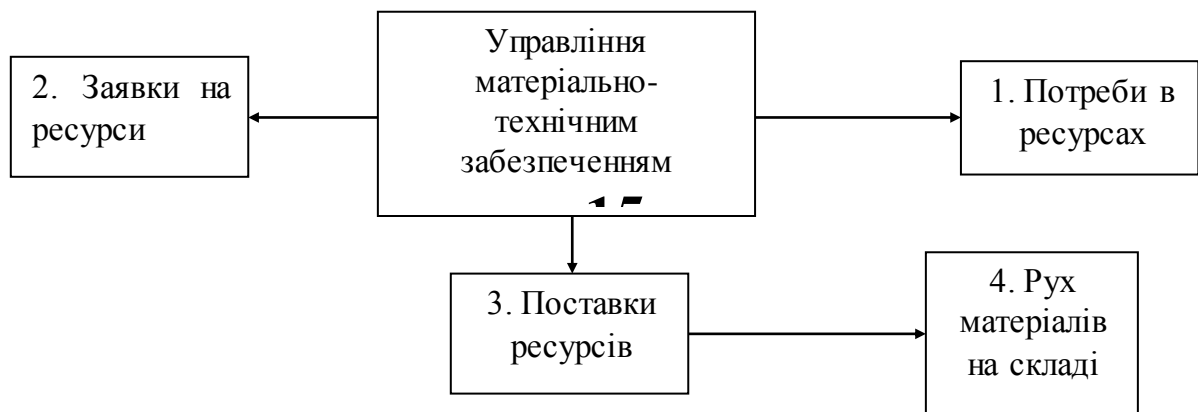 Управління
матеріально-
технічним
забезпеченням
2. Заявки на
ресурси
1. Потреби в
ресурсах
3. Поставки
ресурсів
4. Рух
матеріалів
на складі